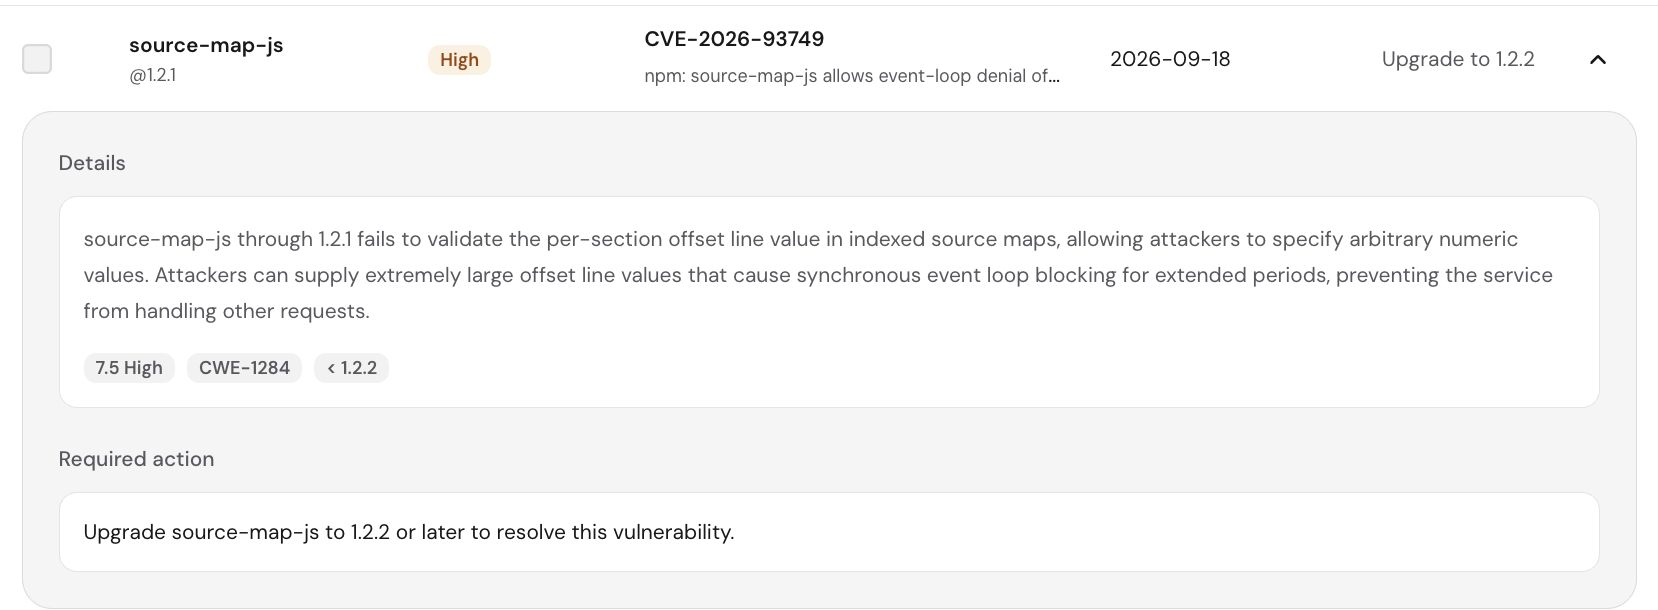 source-map-js
@1.2.1
High
CVE-2026-93749
npm: source-map-js allows event-loop denial of...
2026-09-18
Upgrade to 1.2.2
Details
source-map-js through 1.2.1 fails to validate the per-section offset line value in indexed source maps, allowing attackers to specify arbitrary numeric
values. Attackers can supply extremely large offset line values that cause synchronous event loop blocking for extended periods, preventing the service
from handling other requests.
7.5 High
CWE-1284
< 1.2.2
Required action
Upgrade source-map-js to 1.2.2 or later to resolve this vulnerability.